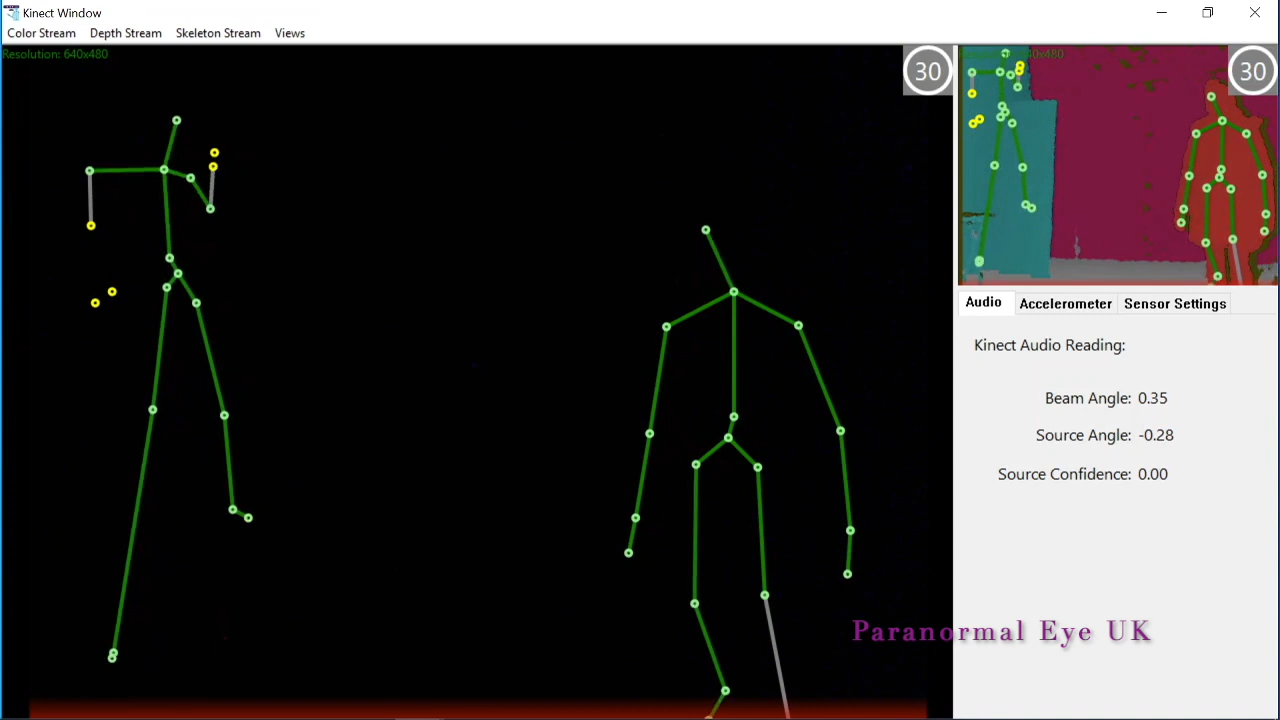 Kinect Window
Color Stream Depth Stream Skeleton Stream Views
Resolution: 640x480
30
30
Audio Accelerometer Sensor Settings
Kinect Audio Reading:
Beam Angle: 0.35
Source Angle: -0.28
Source Confidence: 0.00
Paranormal Eye UK